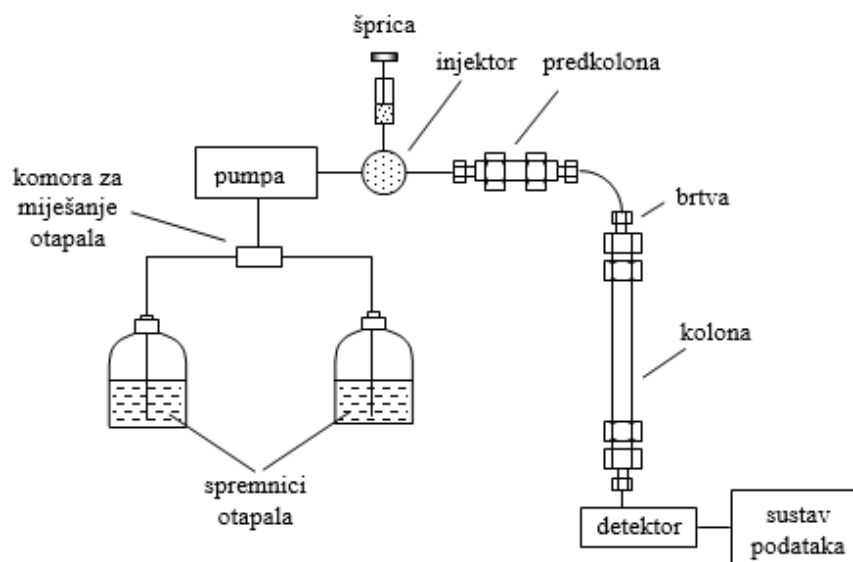 šprica
injektor
predkolona
pumpa
komora za
miješanje
otapala
brtva
kolona
spremnici
otapala
detektor
sustav
podataka